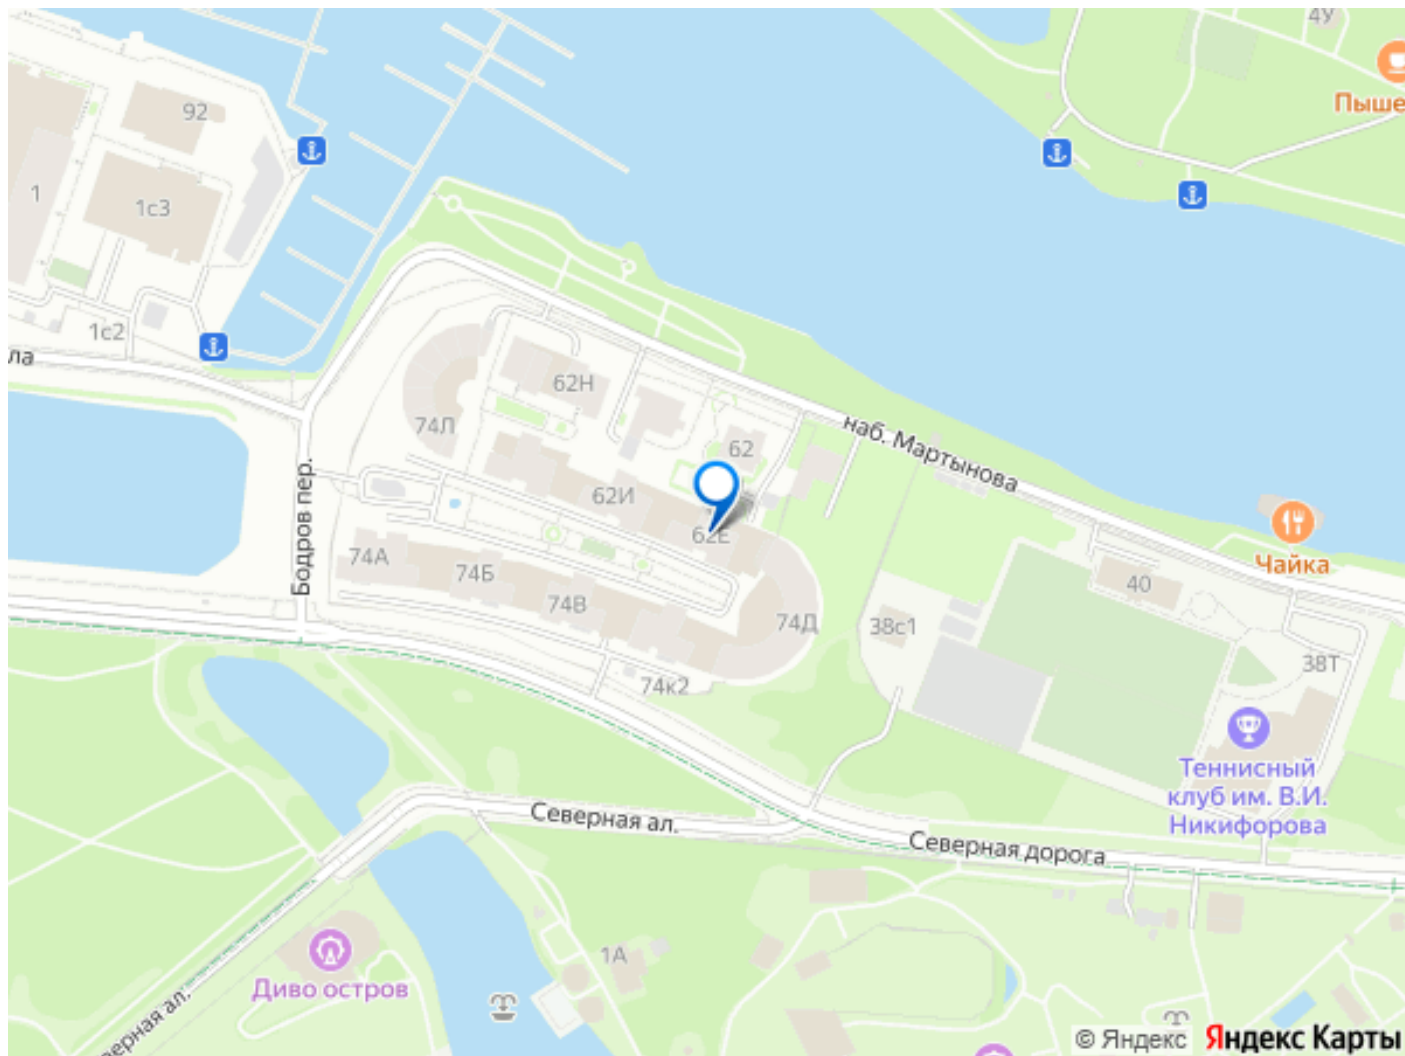 4У
Пыше
92
1
1с3
1с2
ла
62Н
74Л
62
наб. Мартынова
62И
62Е
Бодров пер.
74А
74Б
74В
74Д
74к2
38с1
40
Чайка
38Т
Теннисный
клуб им. В.И.
Никифорова
Северная ал.
Северная дорога
1А
Диво остров
верная ал.
© Яндекс
Яндекс Карты